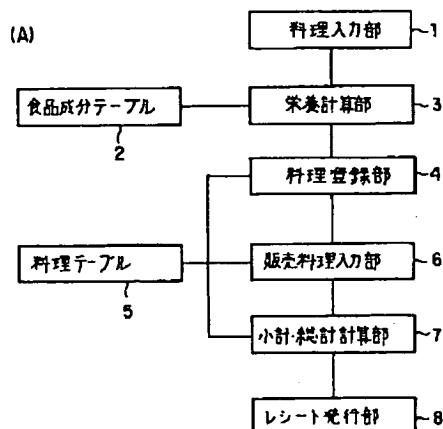 (A)
料理入力部 1
食品成分テーブル 2
栄養計算部 3
料理登録部 4
料理テーブル 5
販売料理入力部 6
小計・総計計算部 7
レシート発行部 8